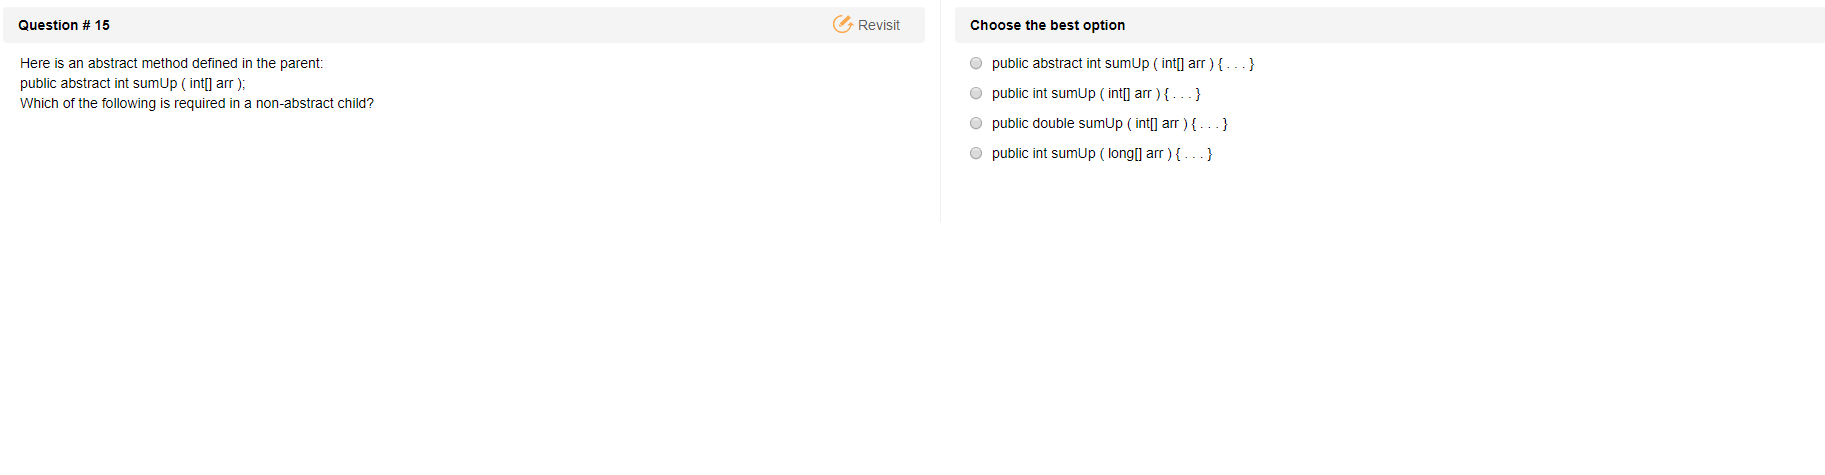 Question # 15
Revisit
Here is an abstract method defined in the parent:
public abstract int sumUp ( int[] arr );
Which of the following is required in a non-abstract child?
Choose the best option
public abstract int sumUp ( int[] arr ) { . . . }
public int sumUp ( int[] arr ) { . . . }
public double sumUp ( int[] arr ) { . . . }
public int sumUp ( long[] arr ) { . . . }